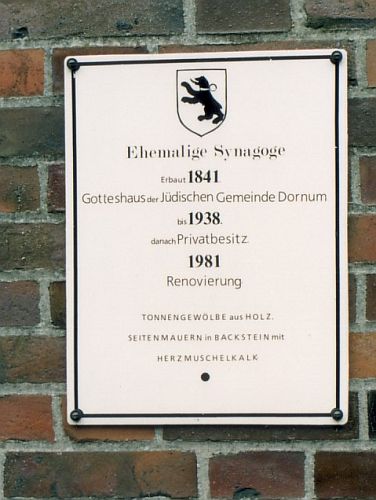 Ehemalige Synagoge
Erbaut 1841.
Gotteshaus der Jüdischen Gemeinde Dornum
bis 1938.
danach Privatbesitz.
1981
Renovierung
TONNENGEWÖLBE aus HOLZ.
SEITENMAUERN in BACKSTEIN mit
HERZMUSCHELKALK